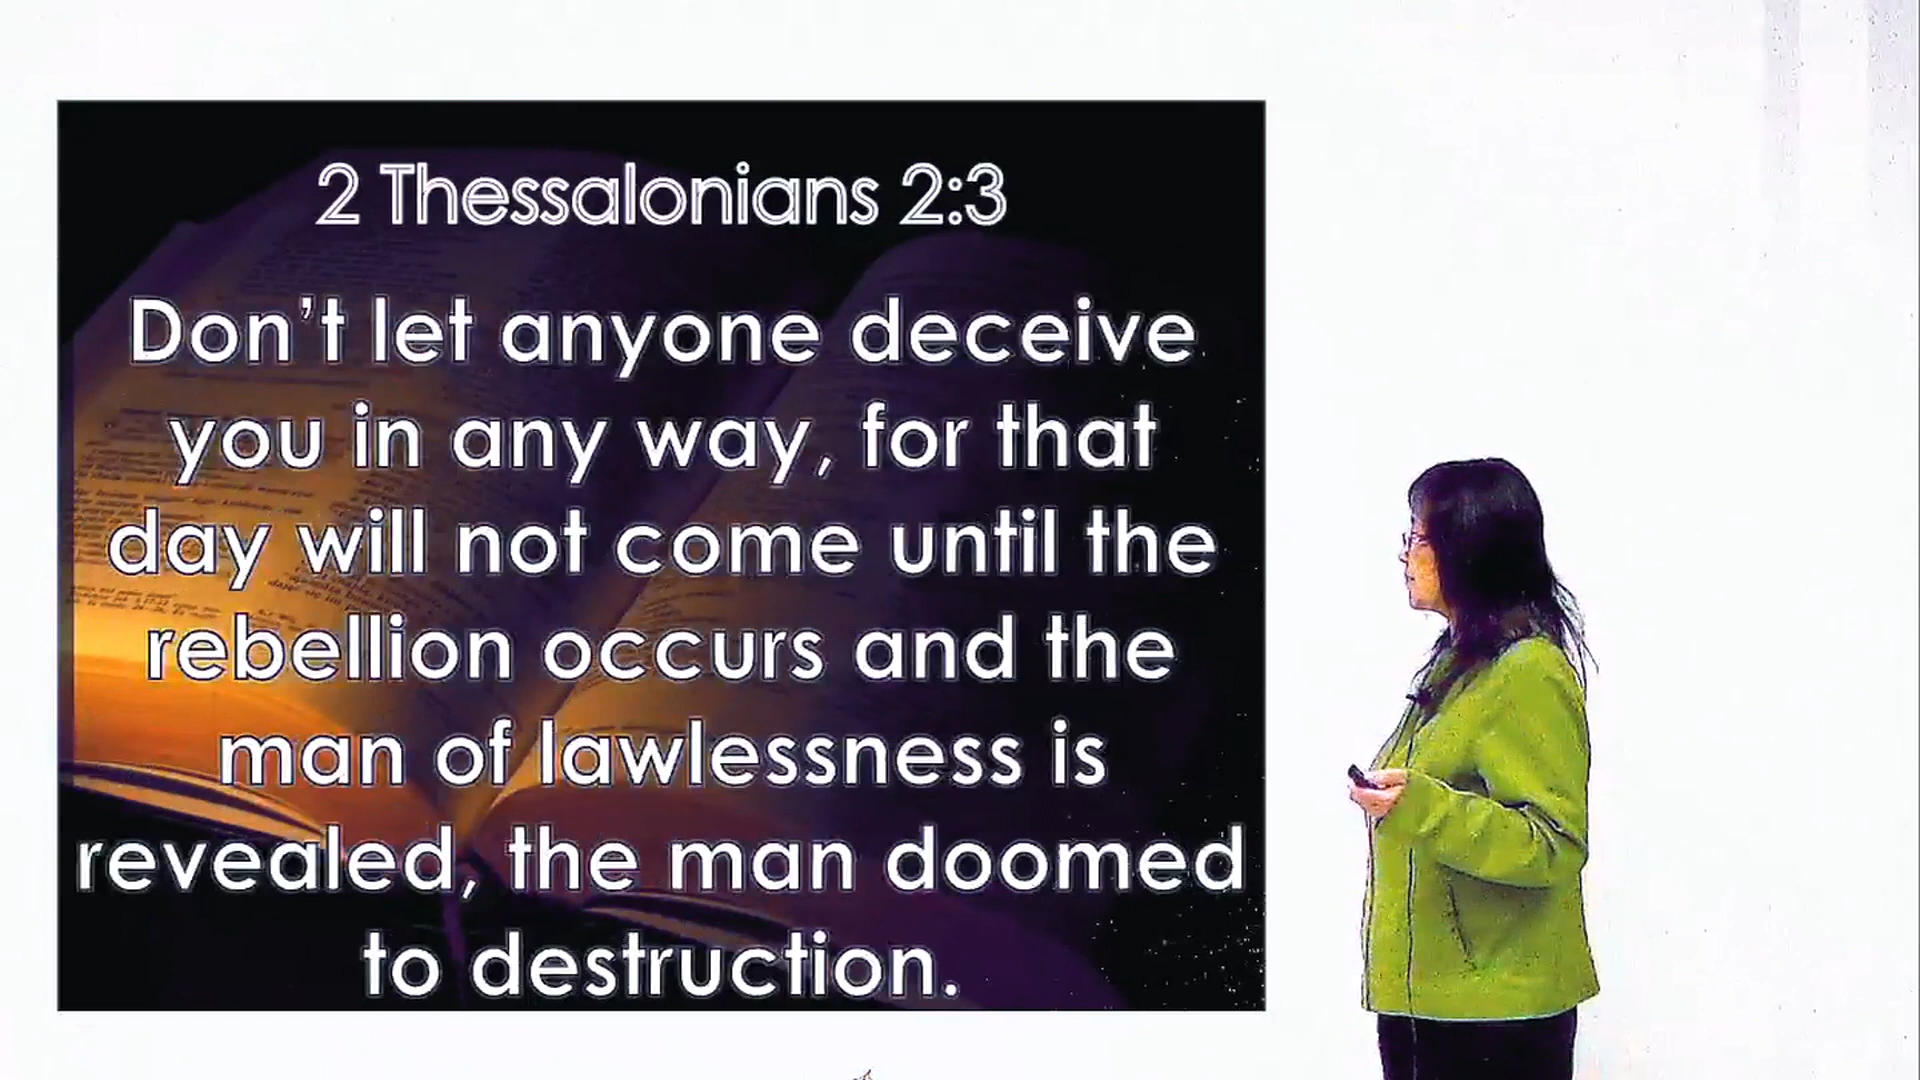 2 Thessalonians 2:3
Don't let anyone deceive
you in any way, for that
day will not come until the
rebellion occurs and the
man of lawlessness is
revealed, the man doomed
to destruction.